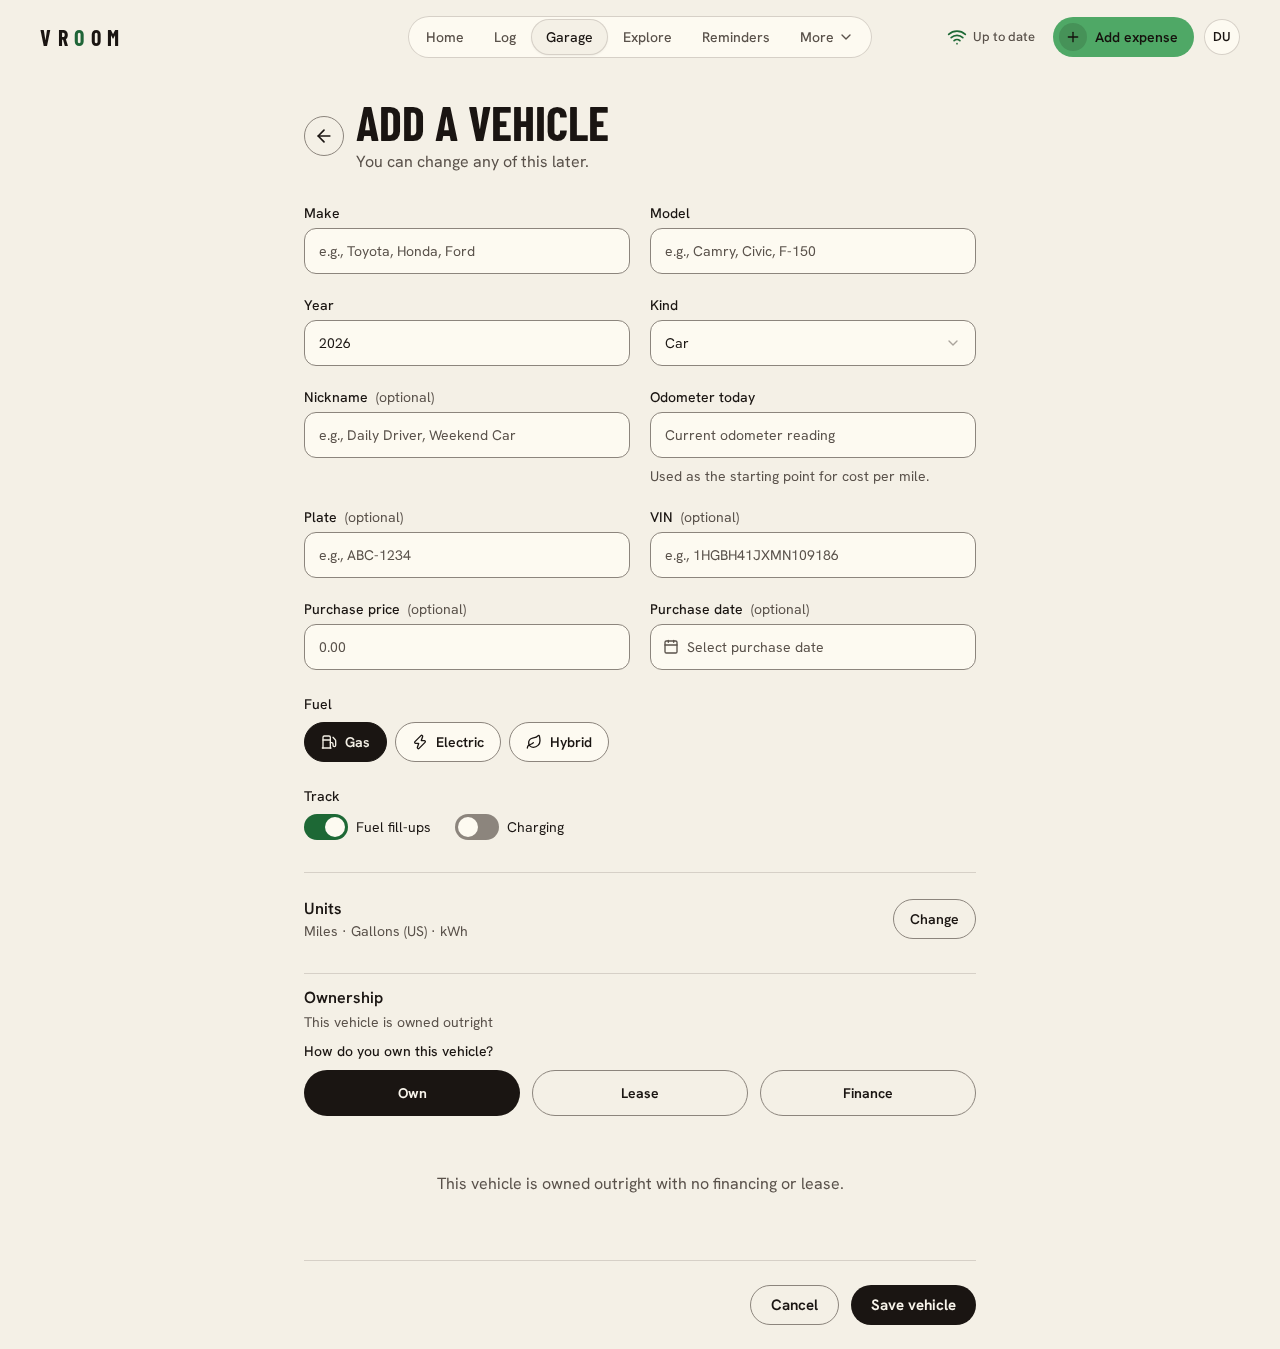 VROOM
Home Log Garage Explore Reminders More
Up to date
Add expense
DU
ADD A VEHICLE
You can change any of this later.
Make
e.g., Toyota, Honda, Ford
Model
e.g., Camry, Civic, F-150
Year
2026
Kind
Car
Nickname (optional)
e.g., Daily Driver, Weekend Car
Odometer today
Current odometer reading
Used as the starting point for cost per mile.
Plate (optional)
e.g., ABC-1234
VIN (optional)
e.g., 1HGBH41JXMN109186
Purchase price (optional)
0.00
Purchase date (optional)
Select purchase date
Fuel
Gas Electric Hybrid
Track
Fuel fill-ups Charging
Units
Miles · Gallons (US) · kWh
Change
Ownership
This vehicle is owned outright
How do you own this vehicle?
Own Lease Finance
This vehicle is owned outright with no financing or lease.
Cancel Save vehicle